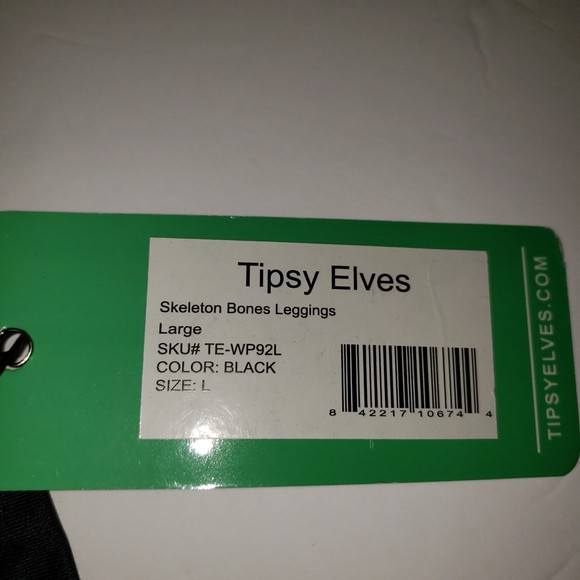 Tipsy Elves
Skeleton Bones Leggings
Large
SKU# TE-WP92L
COLOR: BLACK
SIZE: L
8 42217 10674 4
TIPSYELVES.COM